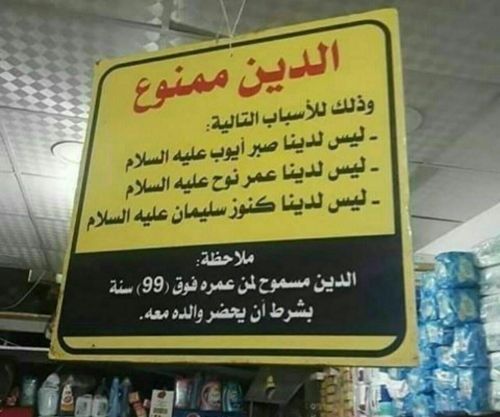 الدين ممنوع
وذلك للأسباب التالية:
- ليس لدينا صبر أيوب عليه السلام
- ليس لدينا عمر نوح عليه السلام
- ليس لدينا كنوز سليمان عليه السلام
ملاحظة:
الدين مسموح لمن عمره فوق (99) سنة
بشرط أن يحضر والده معه.